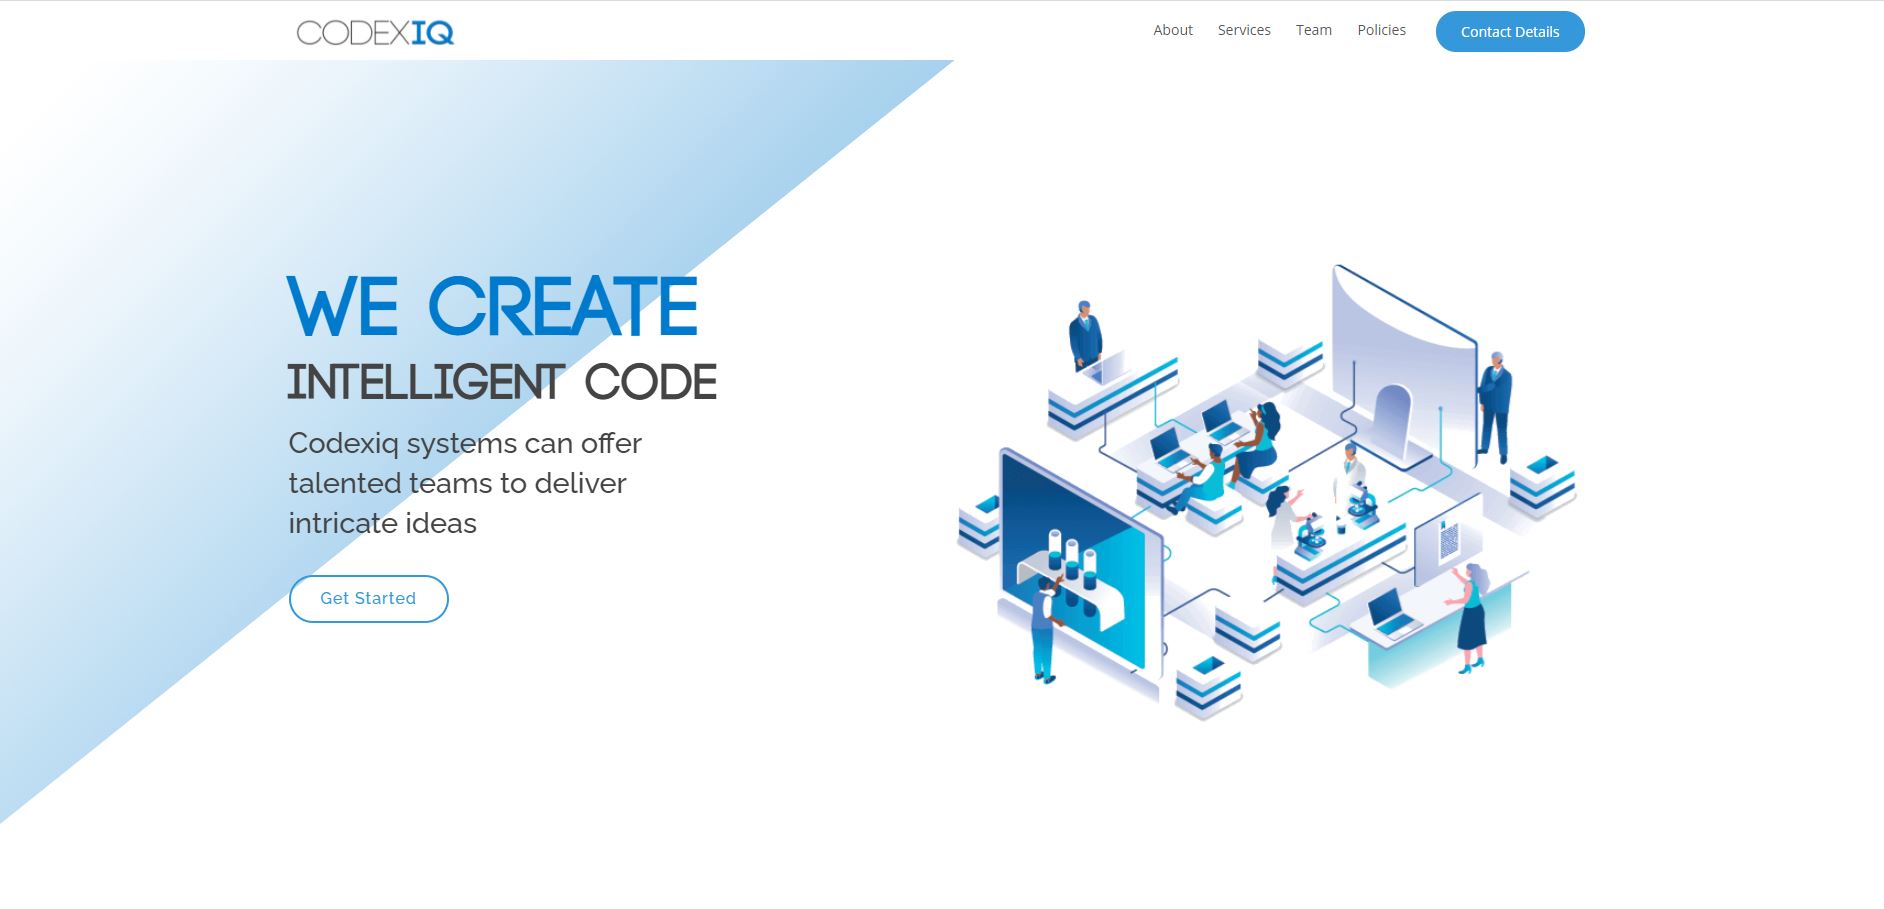 CODEXIQ
About
Services
Team
Policies
Contact Details
WE CREATE
INTELLIGENT CODE
Codexiq systems can offer
talented teams to deliver
intricate ideas
Get Started